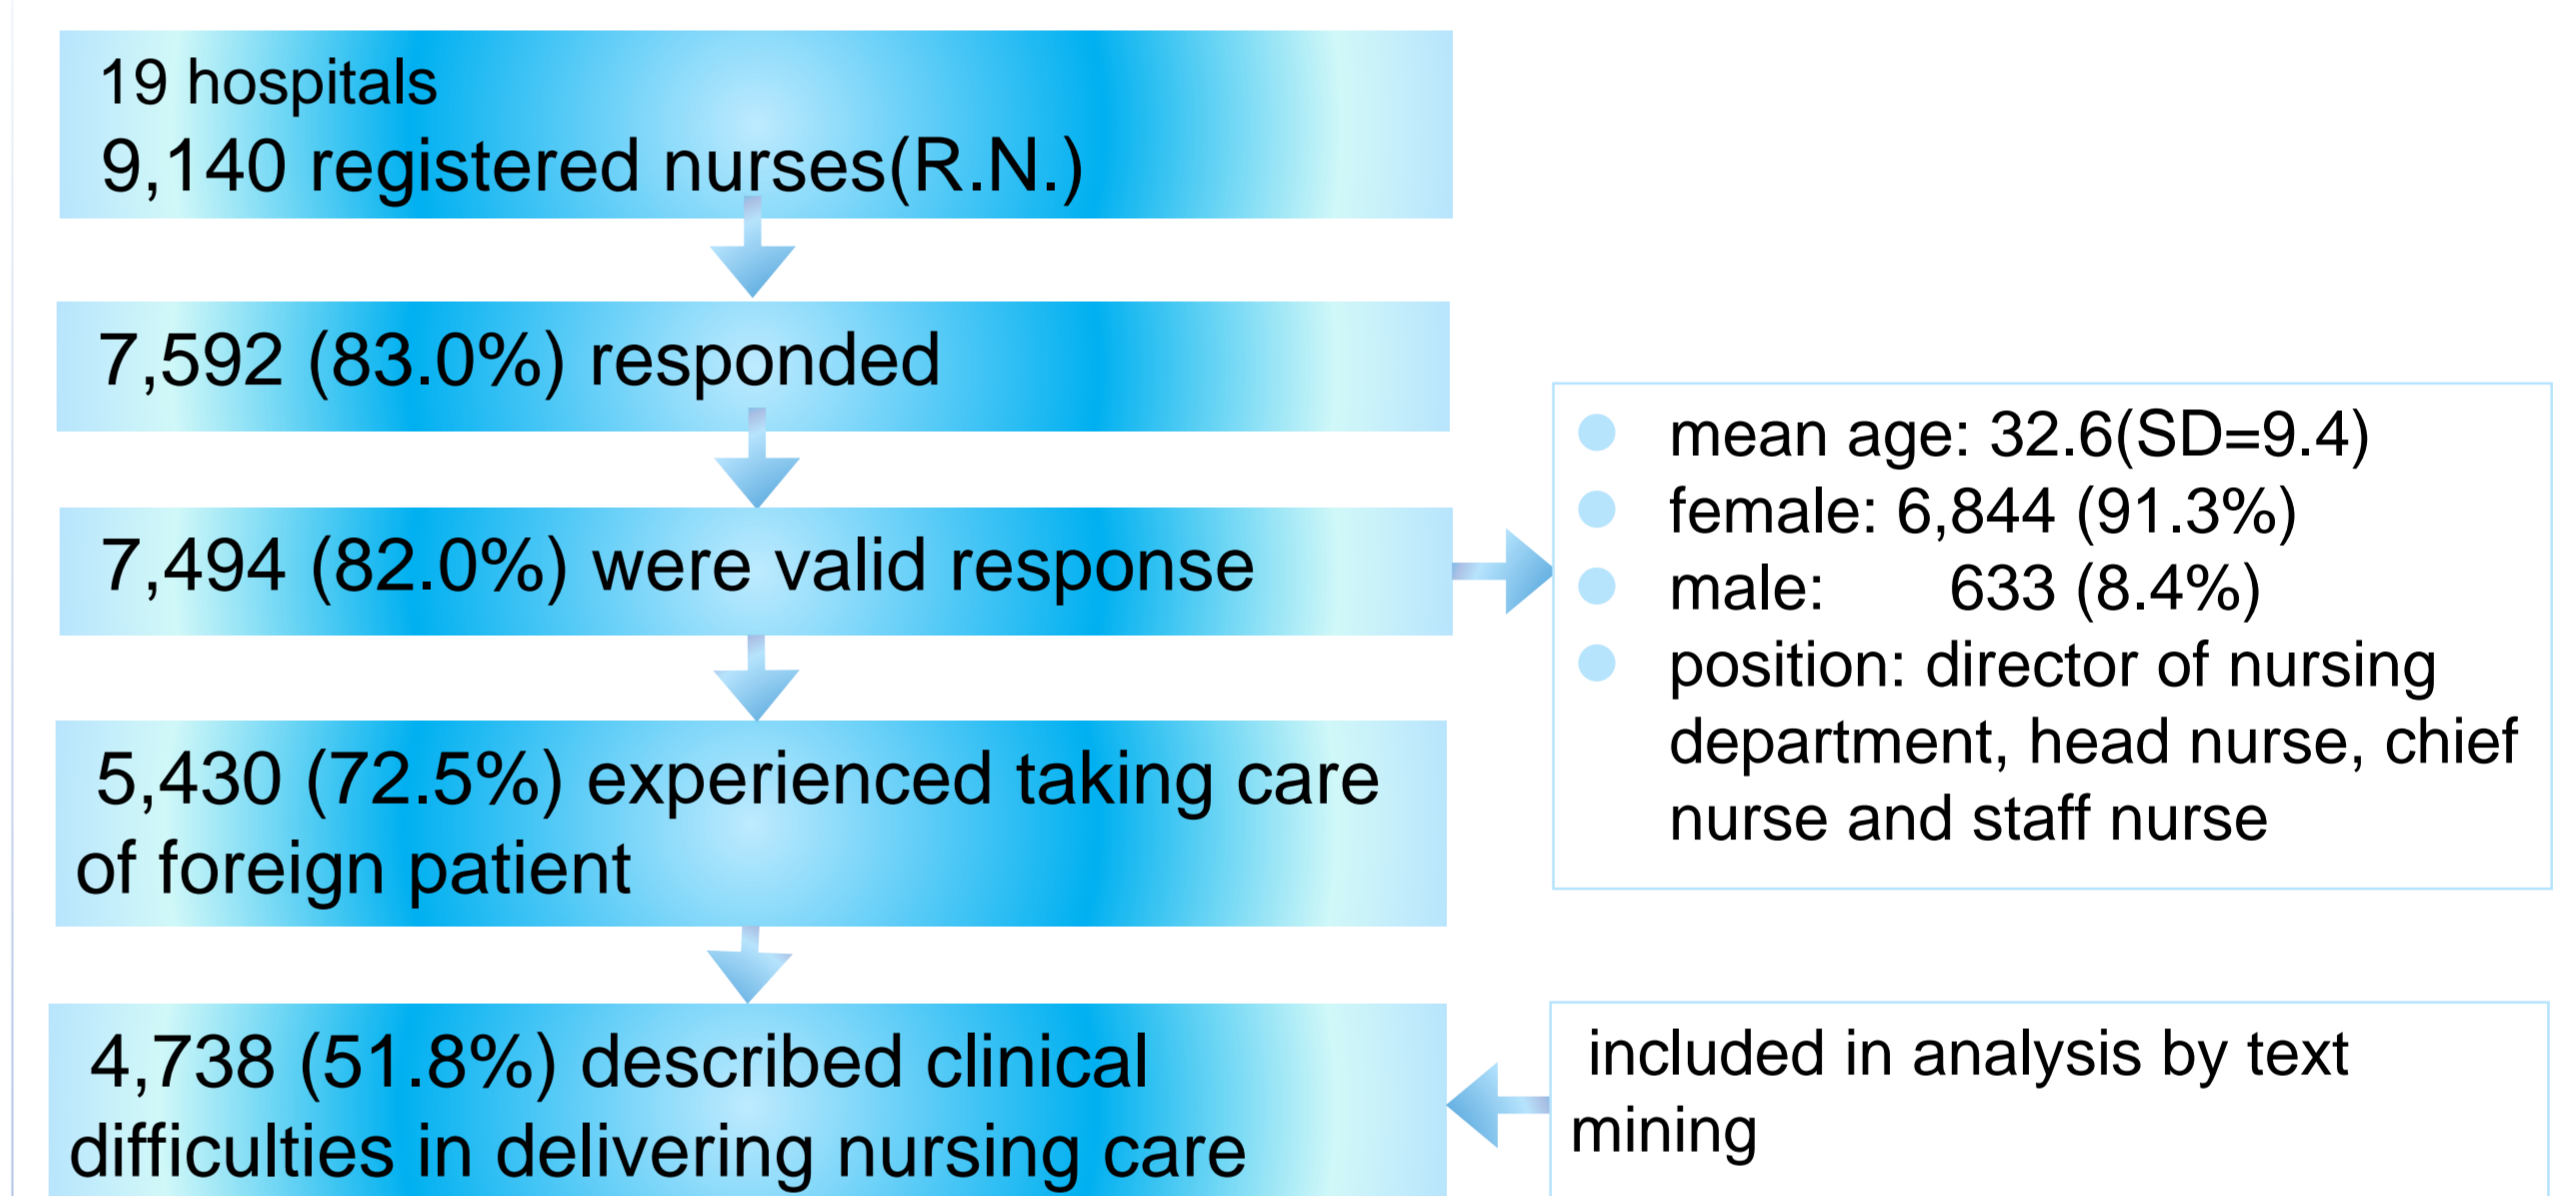 19 hospitals
9,140 registered nurses(R.N.)
7,592 (83.0%) responded
7,494 (82.0%) were valid response
mean age: 32.6(SD=9.4)
female: 6,844 (91.3%)
male: 633 (8.4%)
position: director of nursing
department, head nurse, chief
nurse and staff nurse
5,430 (72.5%) experienced taking care
of foreign patient
4,738 (51.8%) described clinical
difficulties in delivering nursing care
included in analysis by text
mining